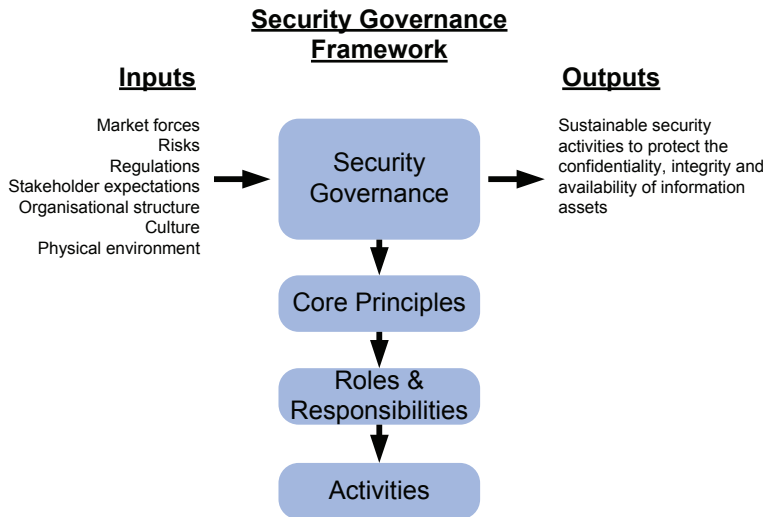 Security Governance
Framework
Inputs
Market forces
Risks
Regulations
Stakeholder expectations
Organisational structure
Culture
Physical environment
Security
Governance
Outputs
Sustainable security
activities to protect the
confidentiality, integrity and
availability of information
assets
Core Principles
Roles &
Responsibilities
Activities